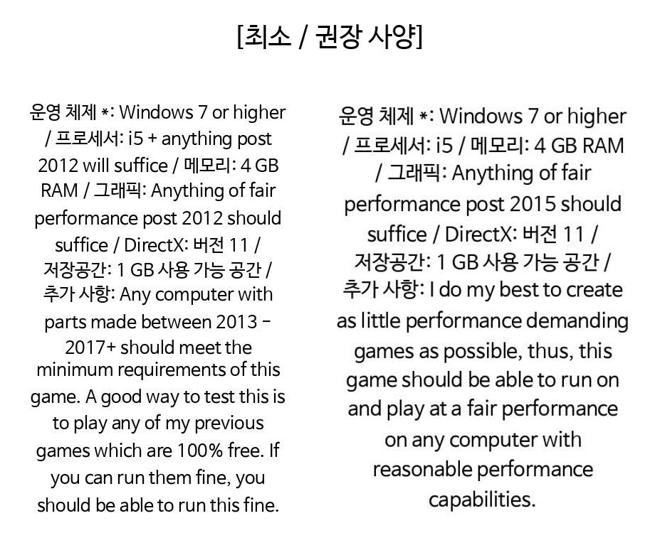 [최소 / 권장 사양]
운영 체제 *: Windows 7 or higher
/ 프로세서: i5 + anything post
2012 will suffice / 메모리: 4 GB
RAM / 그래픽: Anything of fair
performance post 2012 should
suffice / DirectX: 버전 11 /
저장공간: 1 GB 사용 가능 공간 /
추가 사항: Any computer with
parts made between 2013 –
2017+ should meet the
minimum requirements of this
game. A good way to test this is
to play any of my previous
games which are 100% free. If
you can run them fine, you
should be able to run this fine.
운영 체제 *: Windows 7 or higher
/ 프로세서: i5 / 메모리: 4 GB RAM
/ 그래픽: Anything of fair
performance post 2015 should
suffice / DirectX: 버전 11 /
저장공간: 1 GB 사용 가능 공간 /
추가 사항: I do my best to create
as little performance demanding
games as possible, thus, this
game should be able to run on
and play at a fair performance
on any computer with
reasonable performance
capabilities.